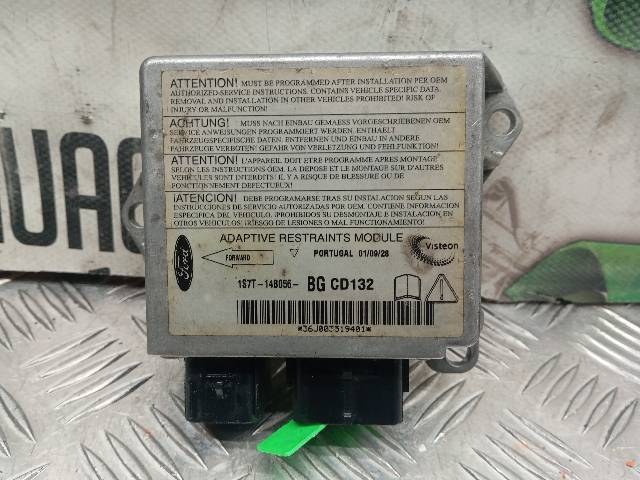 ATTENTION! MUST BE PROGRAMMED AFTER INSTALLATION PER OEM
AUTHORIZED-SERVICE INSTRUCTIONS. CONTAINS VEHICLE SPECIFIC DATA.
REMOVAL AND INSTALLATION IN OTHER VEHICLES PROHIBITED! RISK OF
INJURY OR MALFUNCTION!
ACHTUNG! MUSS NACH EINBAU GEMAESS VORGESCHRIEBENEN OEM
SERVICE ANWEISUNGEN PROGRAMMIERT WERDEN. ENTHAELT
FAHRZEUGSPEZIFISCHE DATEN. ENTFERNEN UND EINBAU IN ANDERE
FAHRZEUGE VERBOTEN! GEFAHR VON VERLETZUNG UND FEHLFUNKTION!
ATTENTION! L'APPAREIL DOIT ETRE PROGRAMME APRES MONTAGE
SELON LES INSTRUCTIONS OEM. LA DEPOSE ET LE MONTAGE SUR D'AUTRES
VEHICULES SONT INTERDITS! IL Y A RISQUE DE BLESSURE OU DE
FONCTIONNEMENT DEFECTUEUX!
¡ATENCION! DEBE PROGRAMARSE TRAS SU INSTALACION SEGUN LAS
INSTRUCCIONES DE SERVICIO AUTORIZADAS POR OEM. CONTIENE INFORMACION
ESPECIFICA DEL VEHICULO. ¡PROHIBIDOS SU DESMONTAJE E INSTALACION EN
OTROS VEHICULOS! ¡RIESGO DE LESIONES O MAL FUNCIONAMIENTO!
ADAPTIVE RESTRAINTS MODULE
Ford
FORWARD
PORTUGAL 01/09/28
Visteon
1S7T-14B056- BG CD132
*36J003519401*